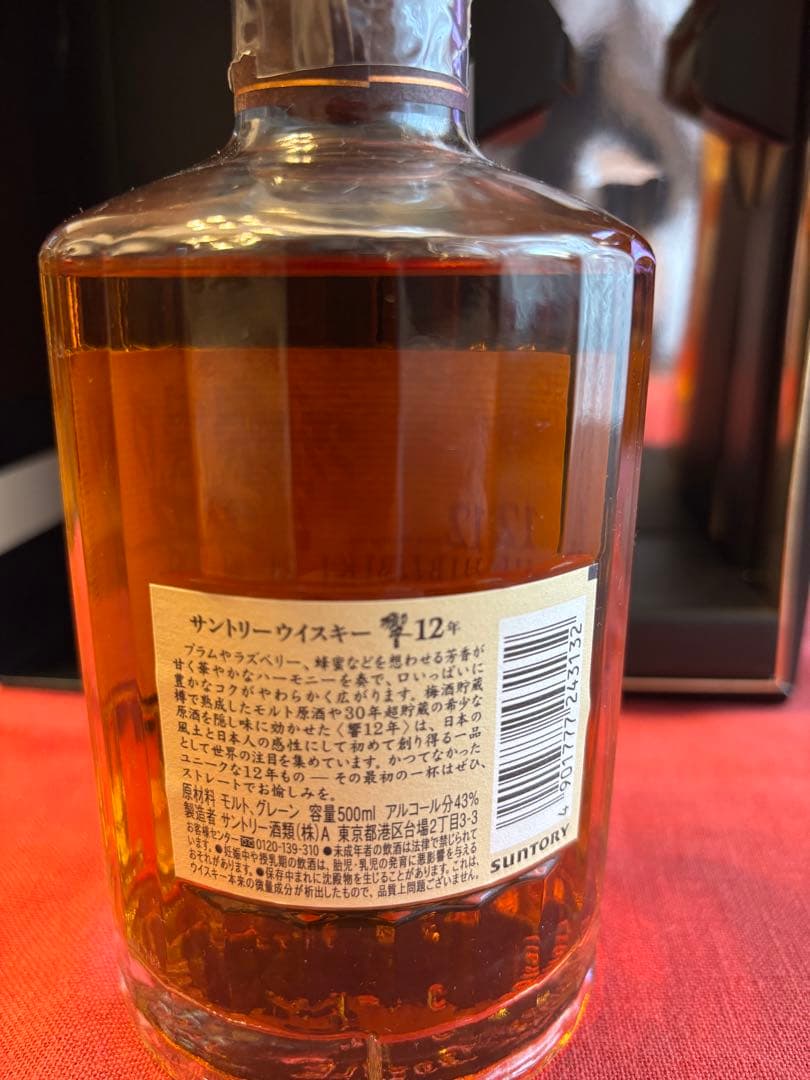 サントリーウイスキー 響 12年
プラムやラズベリー、蜂蜜などを想わせる芳香が
甘く華やかなハーモニーを奏で、口いっぱいに
豊かなコクがやわらかく広がります。梅酒貯蔵
樽で熟成したモルト原酒や30年超貯蔵の希少な
原酒を隠し味に効かせた〈響12年〉は、日本の
風土と日本人の感性にして初めて創り得る一品
として世界の注目を集めています。かつてなかった
ユニークな12年もの ― その最初の一杯はぜひ、
ストレートでお愉しみを。
原材料 モルト、グレーン 容量500ml アルコール分43%
製造者 サントリー酒類(株)A 東京都港区台場2丁目3-3
お客様センター 0120-139-310 ●未成年者の飲酒は法律で禁じられて
います。●妊娠中や授乳期の飲酒は、胎児・乳児の発育に悪影響を与える
おそれがあります。●保存中まれに沈殿物を生じることがあります。これは、
ウイスキー本来の微量成分が析出したもので、品質上問題ございません。
4 901777 243132
SUNTORY